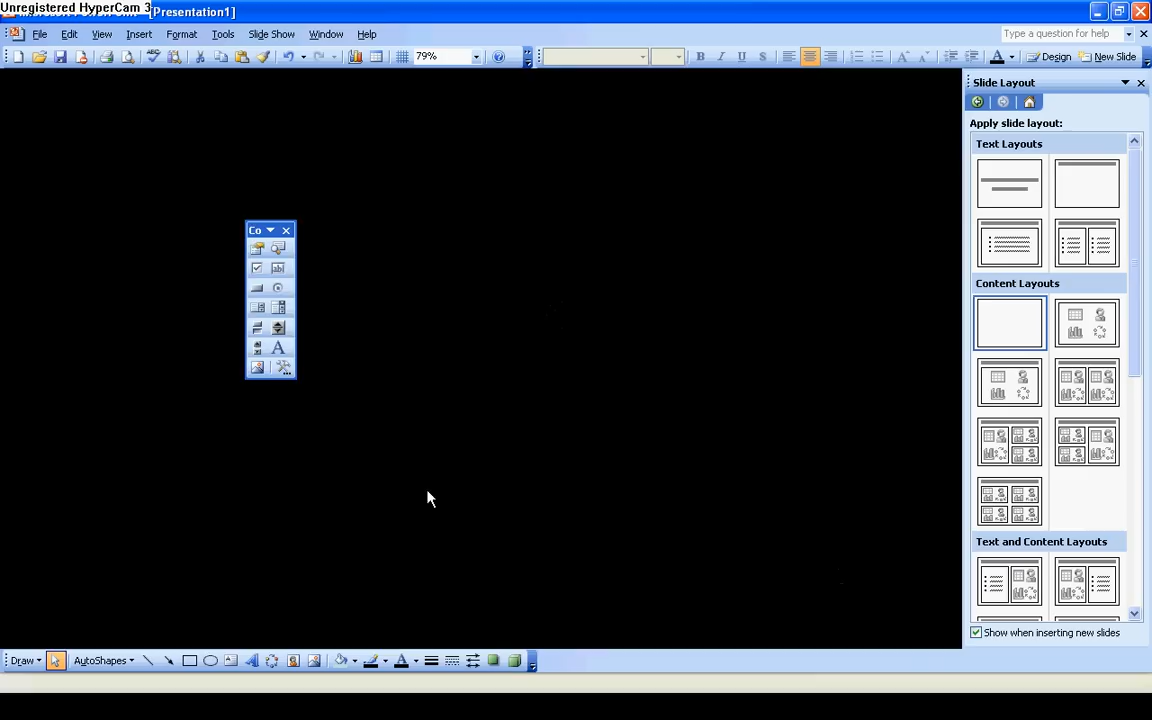 Unregistered HyperCam 3
[Presentation1]
File Edit View Insert Format Tools Slide Show Window Help
Type a question for help
79%
B I U S A A A Design New Slide
Slide Layout
Apply slide layout:
Text Layouts
Co
ab
A
Content Layouts
Text and Content Layouts
Show when inserting new slides
Draw AutoShapes A A